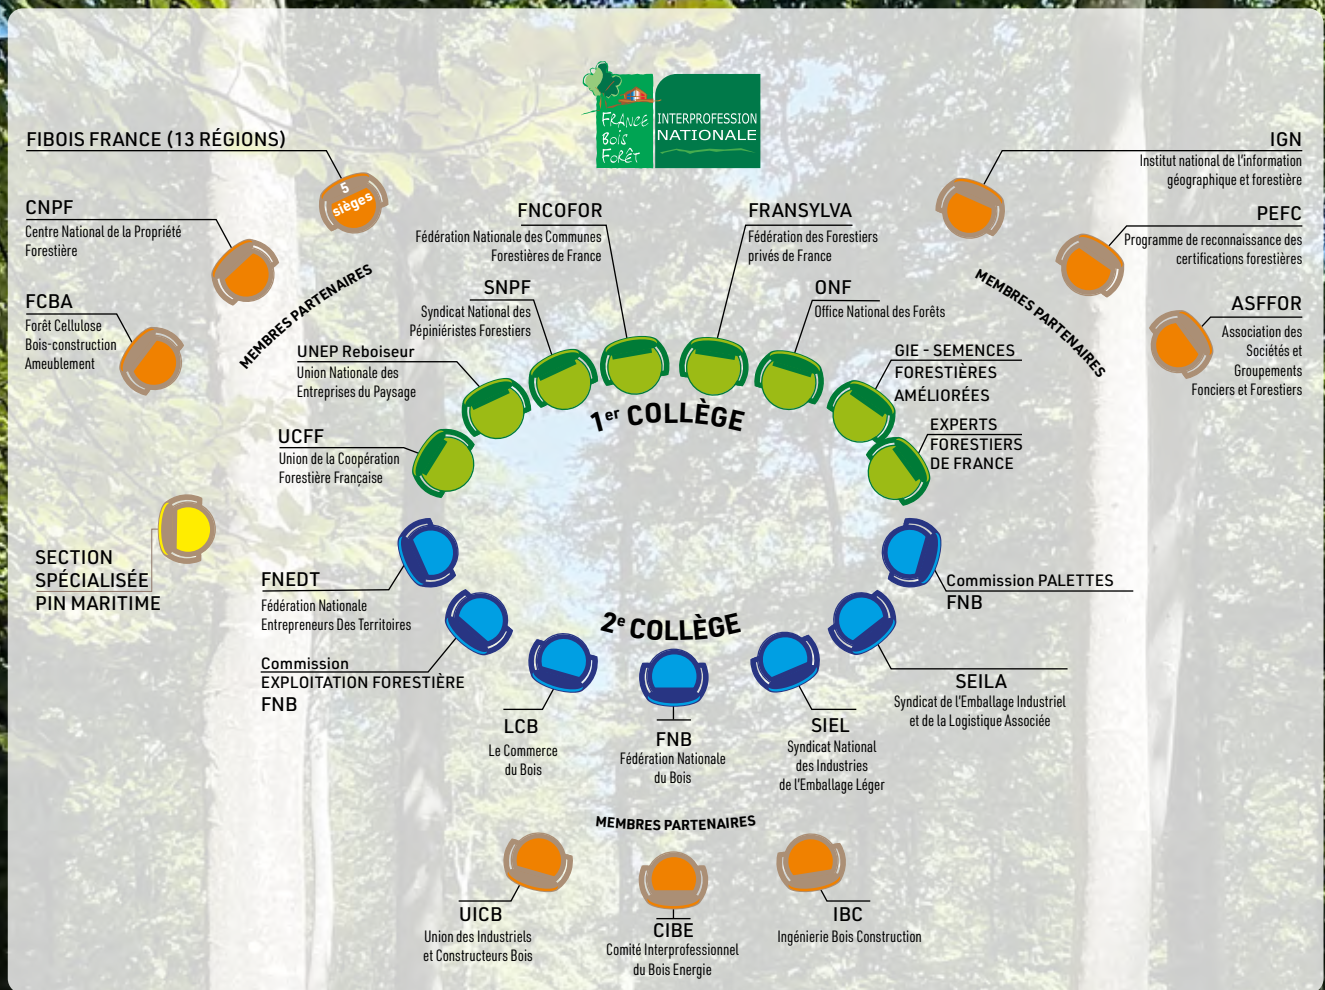 FRANCE
BOIS
FORÊT
INTERPROFESSION
NATIONALE
FIBOIS FRANCE (13 RÉGIONS)
5
sièges
CNPF
Centre National de la Propriété
Forestière
FCBA
Forêt Cellulose
Bois-construction
Ameublement
MEMBRES PARTENAIRES
IGN
Institut national de l'information
géographique et forestière
PEFC
Programme de reconnaissance des
certifications forestières
ASFFOR
Association des
Sociétés et
Groupements
Fonciers et Forestiers
MEMBRES PARTENAIRES
FNCOFOR
Fédération Nationale des Communes
Forestières de France
FRANSYLVA
Fédération des Forestiers
privés de France
SNPF
Syndicat National des
Pépiniéristes Forestiers
ONF
Office National des Forêts
UNEP Reboiseur
Union Nationale des
Entreprises du Paysage
GIE - SEMENCES
FORESTIÈRES
AMÉLIORÉES
UCFF
Union de la Coopération
Forestière Française
EXPERTS
FORESTIERS
DE FRANCE
1er COLLÈGE
SECTION
SPÉCIALISÉE
PIN MARITIME
FNEDT
Fédération Nationale
Entrepreneurs Des Territoires
Commission PALETTES
FNB
2e COLLÈGE
Commission
EXPLOITATION FORESTIÈRE
FNB
SEILA
Syndicat de l'Emballage Industriel
et de la Logistique Associée
LCB
Le Commerce
du Bois
FNB
Fédération Nationale
du Bois
SIEL
Syndicat National
des Industries
de l'Emballage Léger
MEMBRES PARTENAIRES
UICB
Union des Industriels
et Constructeurs Bois
CIBE
Comité Interprofessionnel
du Bois Energie
IBC
Ingénierie Bois Construction